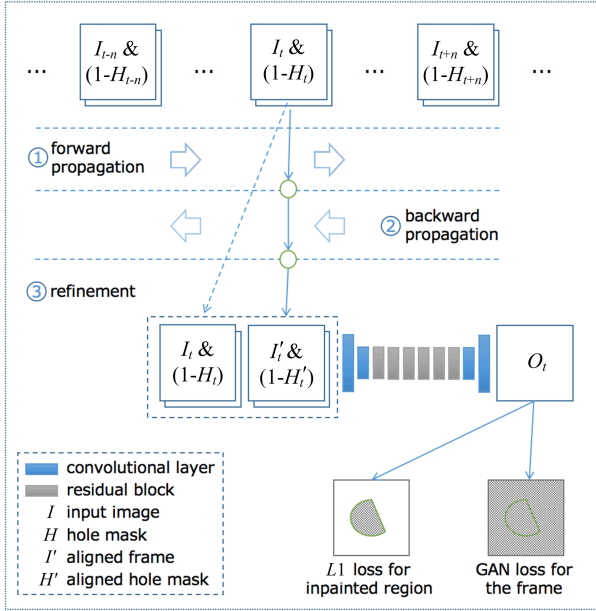 ... I_{t-n} & ... I_t & ... I_{t+n} & ...
(1-H_{t-n}) (1-H_t) (1-H_{t+n})
① forward
propagation
② backward
propagation
③ refinement
I_t & I'_t & O_t
(1-H_t) (1-H'_t)
convolutional layer
residual block
I input image
H hole mask
I' aligned frame
H' aligned hole mask
L1 loss for
inpainted region
GAN loss for
the frame